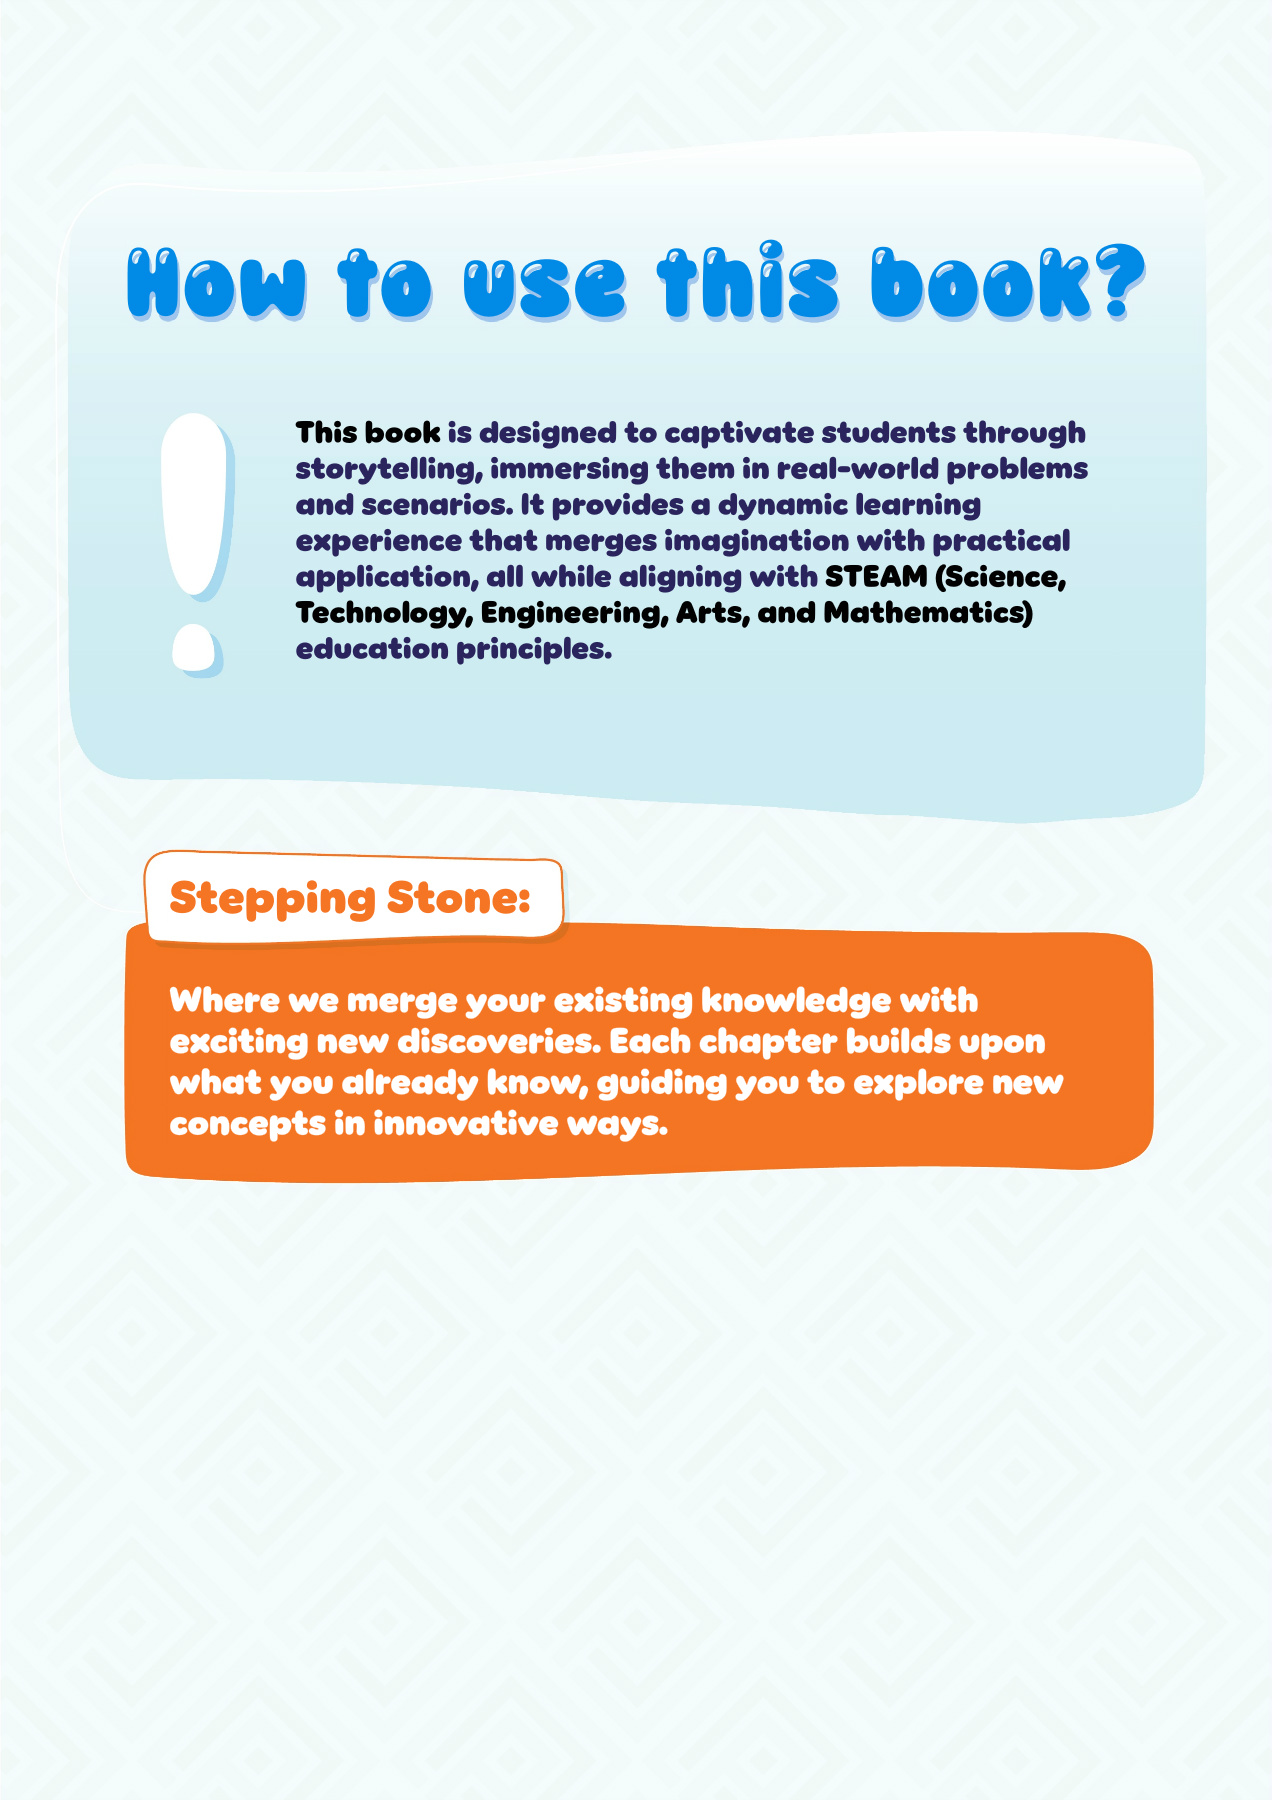 How to use this book?
This book is designed to captivate students through
storytelling, immersing them in real-world problems
and scenarios. It provides a dynamic learning
experience that merges imagination with practical
application, all while aligning with STEAM (Science,
Technology, Engineering, Arts, and Mathematics)
education principles.
Stepping Stone:
Where we merge your existing knowledge with
exciting new discoveries. Each chapter builds upon
what you already know, guiding you to explore new
concepts in innovative ways.